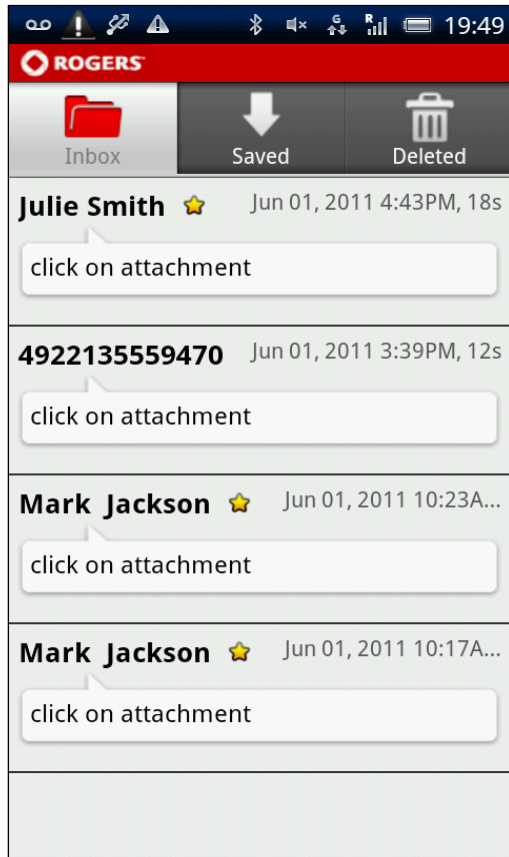 G R 19:49
ROGERS™
Inbox Saved Deleted
Julie Smith Jun 01, 2011 4:43PM, 18s
click on attachment
4922135559470 Jun 01, 2011 3:39PM, 12s
click on attachment
Mark Jackson Jun 01, 2011 10:23A...
click on attachment
Mark Jackson Jun 01, 2011 10:17A...
click on attachment